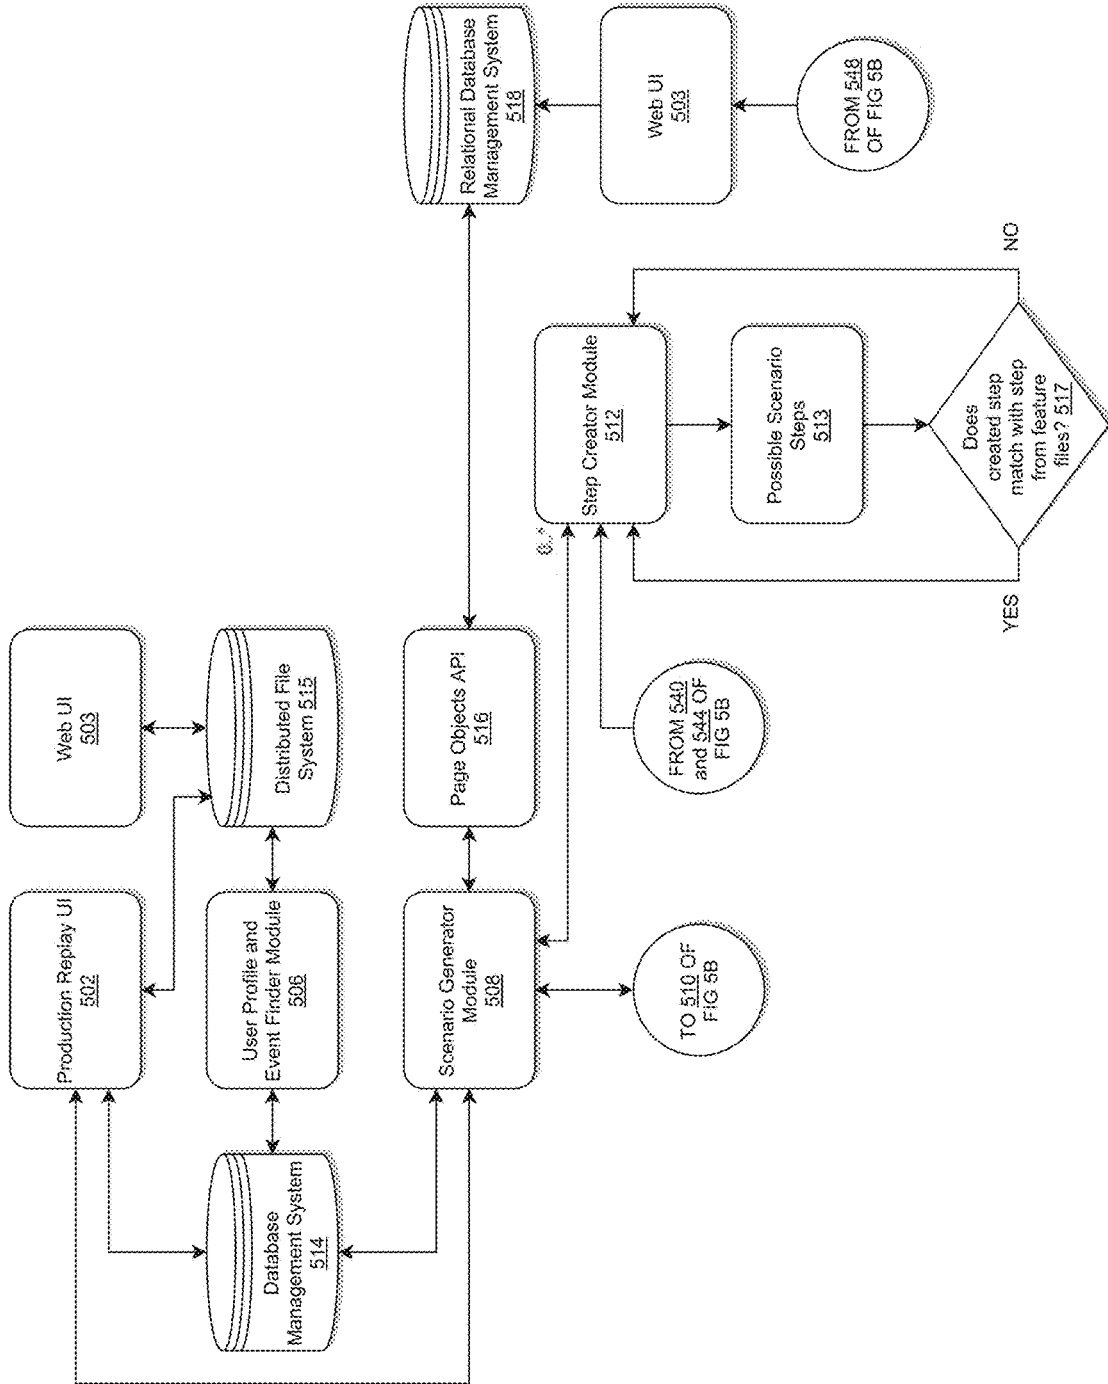 Production Replay UI
502
Web UI
503
Database
Management System
514
User Profile and
Event Finder Module
506
Distributed File
System 515
Scenario Generator
Module
508
Page Objects API
516
Relational Database
Management System
518
TO 510 OF
FIG 5B
FROM 540
and 544 OF
FIG 5B
0..*
Step Creator Module
512
Web UI
503
Possible Scenario
Steps
513
FROM 548
OF FIG 5B
YES
Does
created step
match with step
from feature
files? 517
NO